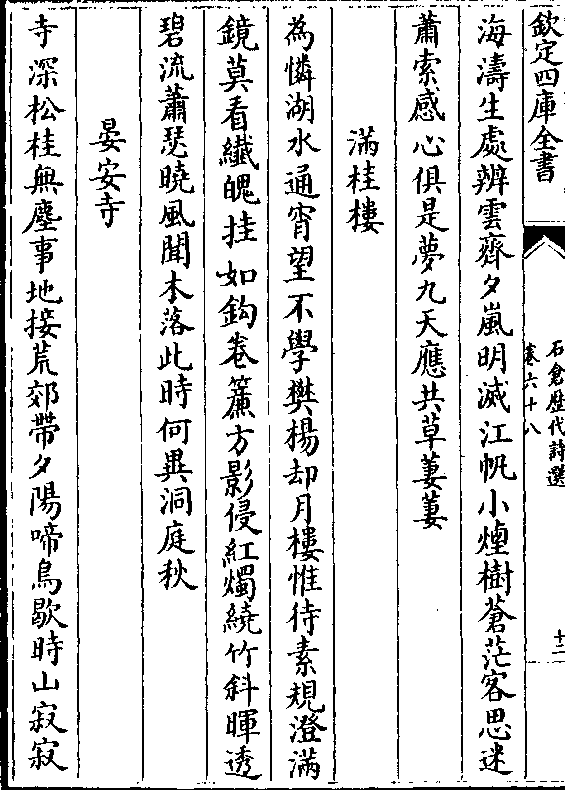 欽定四庫全書
石倉歴代詩選
卷六十八
十二
海濤生處辨雲齊夕嵐明滅江帆小煙樹蒼茫客思迷
蕭索感心俱是夢九天應共草萋萋
滿桂樓
為憐湖水通宵望不學樊楊却月樓惟待素規澄滿
鏡莫看纎魄挂如鈎卷簾方影侵紅燭繞竹斜暉透
碧流蕭瑟曉風聞木落此時何異洞庭秋
晏安寺
寺深松桂無塵事地接荒郊帶夕陽啼鳥歇時山寂寂